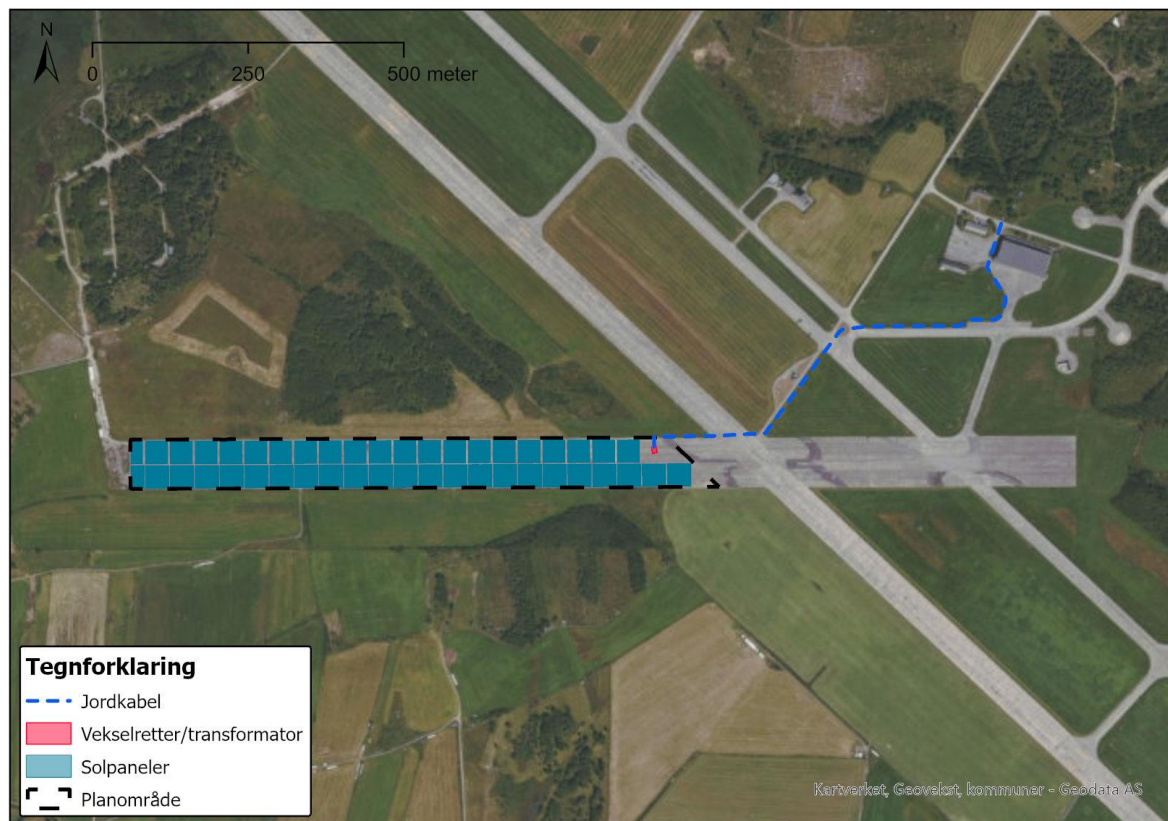 N
0 250 500 meter
Tegnforklaring
Jordkabel
Vekselretter/transformator
Solpaneler
Planområde
Kartverket, Geovekst, kommuner - Geodata AS